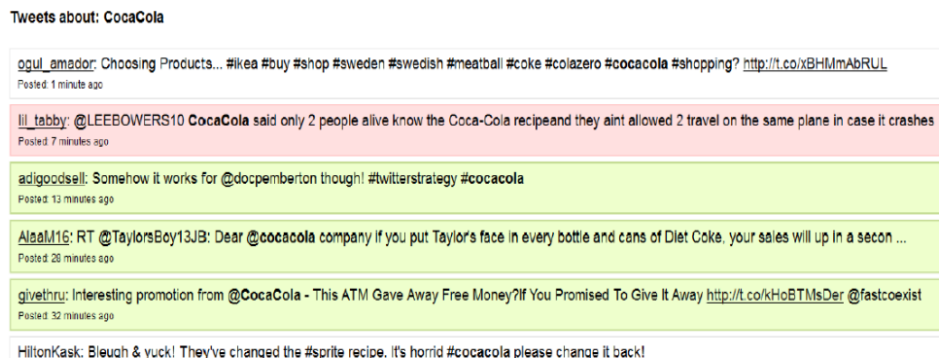 Tweets about: CocaCola
ogul_amador: Choosing Products... #ikea #buy #shop #sweden #swedish #meatball #coke #colazero #cocacola #shopping? http://t.co/xBHMmAbRUL
Posted: 1 minute ago
lil_tabby: @LEEBOWERS10 CocaCola said only 2 people alive know the Coca-Cola recipeand they aint allowed 2 travel on the same plane in case it crashes
Posted: 7 minutes ago
adigoodsell: Somehow it works for @docpemberton though! #twitterstrategy #cocacola
Posted: 13 minutes ago
AlaaM16: RT @TaylorsBoy13JB: Dear @cocacola company if you put Taylor's face in every bottle and cans of Diet Coke, your sales will up in a secon ...
Posted: 28 minutes ago
givethru: Interesting promotion from @CocaCola - This ATM Gave Away Free Money?If You Promised To Give It Away http://t.co/kHoBTMsDer @fastcoexist
Posted: 32 minutes ago
HiltonKask: Bleugh & yuck! They've changed the #sprite recipe. It's horrid #cocacola please change it back!